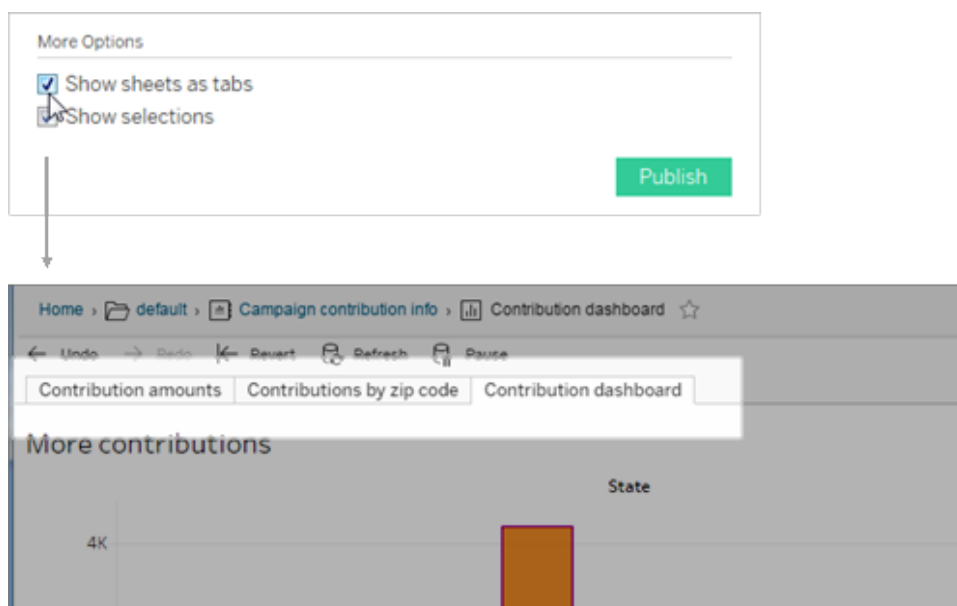 More Options
Show sheets as tabs
Show selections
Publish
Home › default › Campaign contribution info › Contribution dashboard
Undo Redo Revert Refresh Pause
Contribution amounts Contributions by zip code Contribution dashboard
More contributions
State
4K